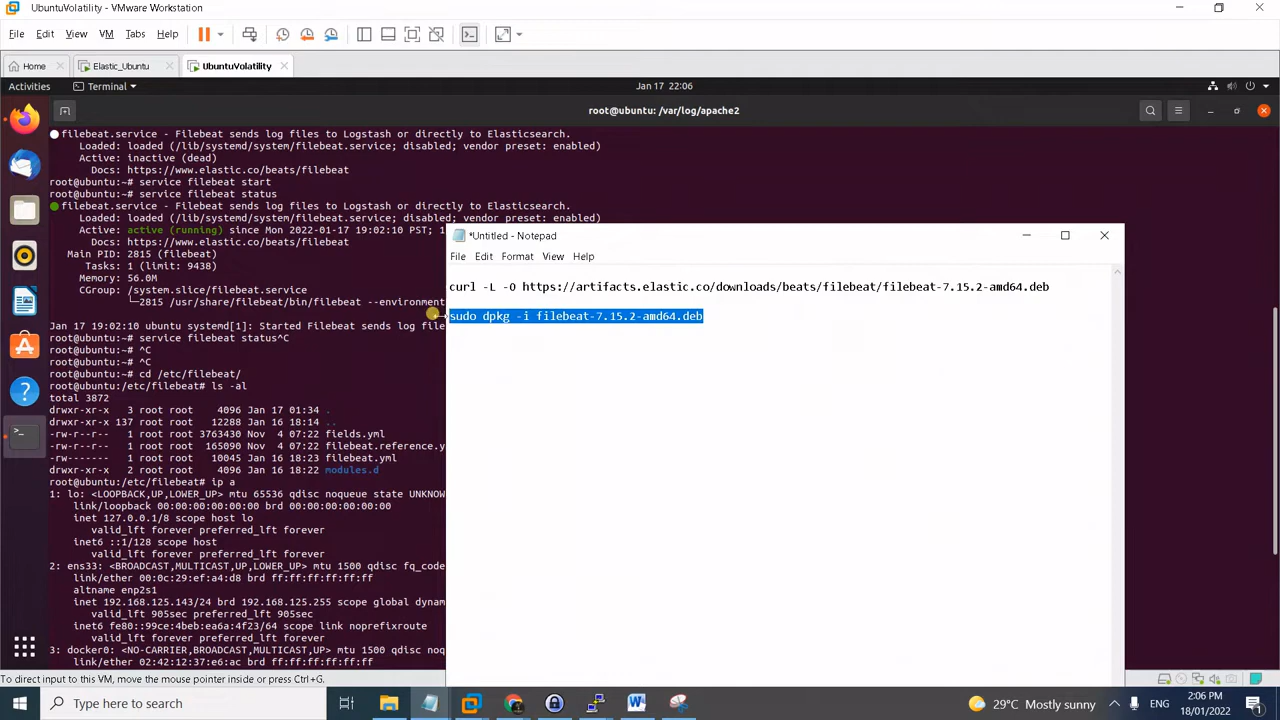 UbuntuVolatility - VMware Workstation
File Edit View VM Tabs Help
Home Elastic_Ubuntu UbuntuVolatility
Activities Terminal Jan 17 22:06
root@ubuntu: /var/log/apache2
filebeat.service - Filebeat sends log files to Logstash or directly to Elasticsearch.
Loaded: loaded (/lib/systemd/system/filebeat.service; disabled; vendor preset: enabled)
Active: inactive (dead)
Docs: https://www.elastic.co/beats/filebeat
root@ubuntu:~# service filebeat start
root@ubuntu:~# service filebeat status
filebeat.service - Filebeat sends log files to Logstash or directly to Elasticsearch.
Loaded: loaded (/lib/systemd/system/filebeat.service; disabled; vendor preset: enabled)
Active: active (running) since Mon 2022-01-17 19:02:10 PST; 1
Docs: https://www.elastic.co/beats/filebeat
Main PID: 2815 (filebeat)
Tasks: 1 (limit: 9438)
Memory: 56.0M
CGroup: /system.slice/filebeat.service
└─2815 /usr/share/filebeat/bin/filebeat --environment
Jan 17 19:02:10 ubuntu systemd[1]: Started Filebeat sends log file
root@ubuntu:~# service filebeat status^C
root@ubuntu:~# ^C
root@ubuntu:~# ^C
root@ubuntu:~# cd /etc/filebeat/
root@ubuntu:/etc/filebeat# ls -al
total 3872
drwxr-xr-x 3 root root 4096 Jan 17 01:34 .
drwxr-xr-x 137 root root 12288 Jan 16 18:14 ..
-rw-r--r-- 1 root root 3763430 Nov 4 07:22 fields.yml
-rw-r--r-- 1 root root 165090 Nov 4 07:22 filebeat.reference.y
-rw------- 1 root root 10045 Jan 16 18:23 filebeat.yml
drwxr-xr-x 2 root root 4096 Jan 16 18:22 modules.d
root@ubuntu:/etc/filebeat# ip a
1: lo: <LOOPBACK,UP,LOWER_UP> mtu 65536 qdisc noqueue state UNKNOW
link/loopback 00:00:00:00:00:00 brd 00:00:00:00:00:00
inet 127.0.0.1/8 scope host lo
valid_lft forever preferred_lft forever
inet6 ::1/128 scope host
valid_lft forever preferred_lft forever
2: ens33: <BROADCAST,MULTICAST,UP,LOWER_UP> mtu 1500 qdisc fq_code
link/ether 00:0c:29:ef:a4:d8 brd ff:ff:ff:ff:ff:ff
altname enp2s1
inet 192.168.125.143/24 brd 192.168.125.255 scope global dynam
valid_lft 905sec preferred_lft 905sec
inet6 fe80::99ce:4beb:ea6a:4f23/64 scope link noprefixroute
valid_lft forever preferred_lft forever
3: docker0: <NO-CARRIER,BROADCAST,MULTICAST,UP> mtu 1500 qdisc noq
link/ether 02:42:12:37:e6:ac brd ff:ff:ff:ff:ff:ff
*Untitled - Notepad
File Edit Format View Help
curl -L -O https://artifacts.elastic.co/downloads/beats/filebeat/filebeat-7.15.2-amd64.deb
sudo dpkg -i filebeat-7.15.2-amd64.deb
To direct input to this VM, move the mouse pointer inside or press Ctrl+G.
Type here to search
29°C Mostly sunny
ENG
2:06 PM
18/01/2022